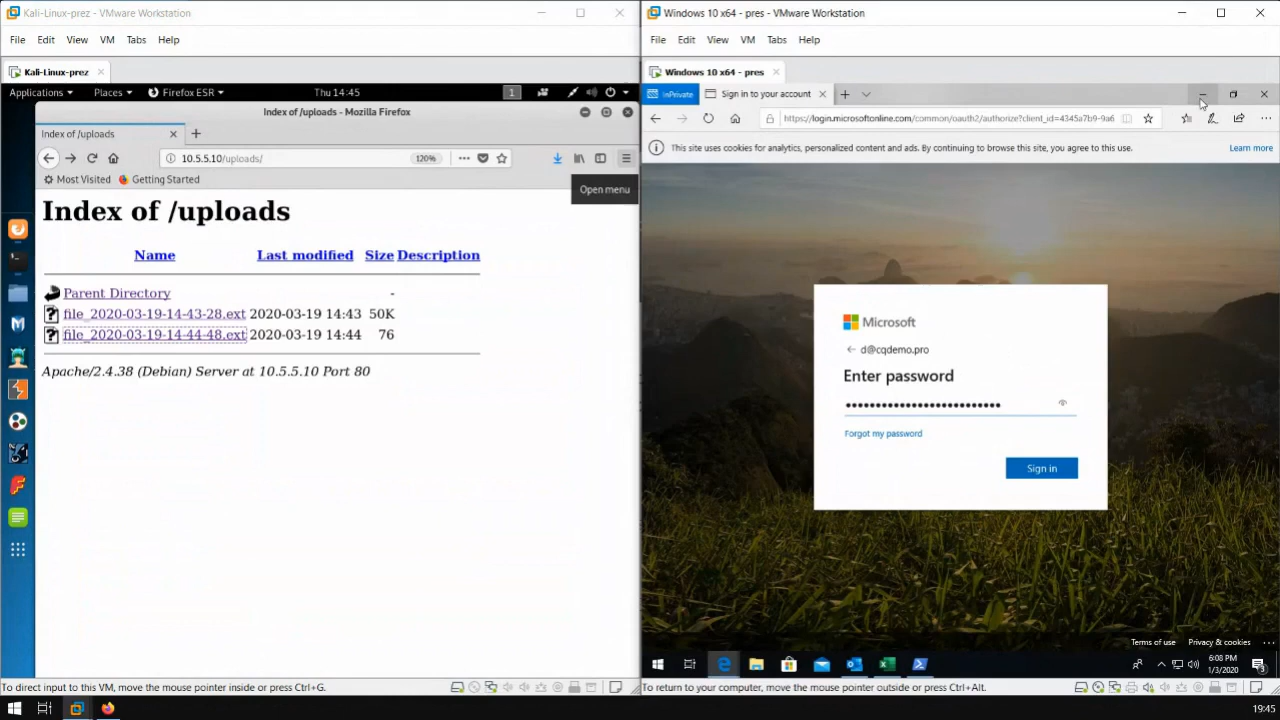 Kali-Linux-prez - VMware Workstation
File Edit View VM Tabs Help
Kali-Linux-prez
Applications Places Firefox ESR Thu 14:45 1
Index of /uploads - Mozilla Firefox
Index of /uploads
10.5.5.10/uploads/ 120%
Most Visited Getting Started
Open menu
Index of /uploads
Name Last modified Size Description
Parent Directory -
file_2020-03-19-14-43-28.ext 2020-03-19 14:43 50K
file_2020-03-19-14-44-48.ext 2020-03-19 14:44 76
Apache/2.4.38 (Debian) Server at 10.5.5.10 Port 80
To direct input to this VM, move the mouse pointer inside or press Ctrl+G.
Windows 10 x64 - pres - VMware Workstation
File Edit View VM Tabs Help
Windows 10 x64 - pres
InPrivate Sign in to your account
https://login.microsoftonline.com/common/oauth2/authorize?client_id=4345a7b9-9a6
This site uses cookies for analytics, personalized content and ads. By continuing to browse this site, you agree to this use. Learn more
Microsoft
d@cqdemo.pro
Enter password
Forgot my password
Sign in
Terms of use Privacy & cookies ...
6:08 PM
1/3/2020
To return to your computer, move the mouse pointer outside or press Ctrl+Alt.
19:45